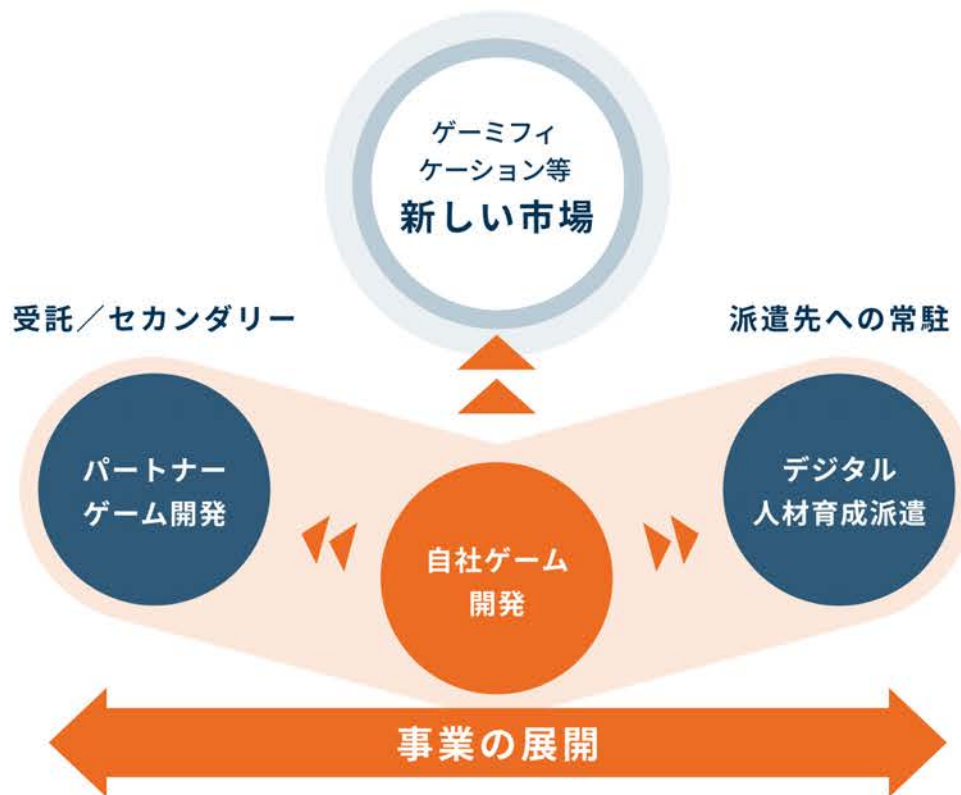 ゲーミフィ
ケーション等
新しい市場
受託／セカンダリー
派遣先への常駐
パートナー
ゲーム開発
デジタル
人材育成派遣
自社ゲーム
開発
事業の展開